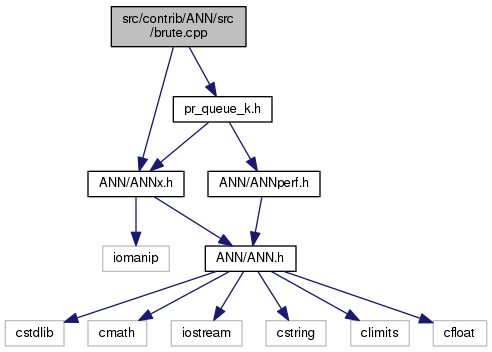 src/contrib/ANN/src
/brute.cpp
pr_queue_k.h
ANN/ANNx.h
ANN/ANNperf.h
iomanip
ANN/ANN.h
cstdlib
cmath
iostream
cstring
climits
cfloat